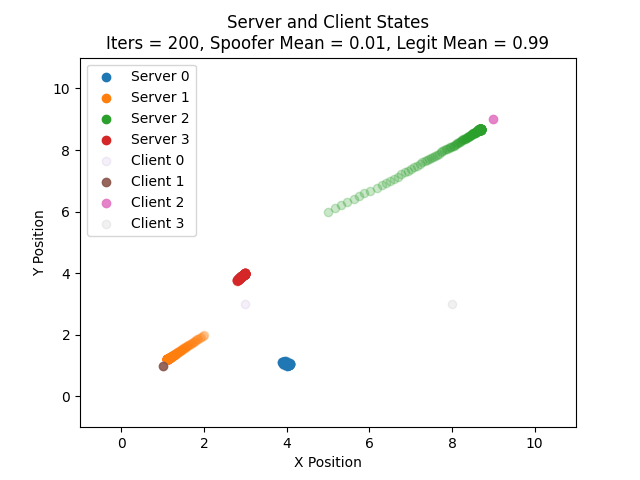 Server and Client States
Iters = 200, Spoofer Mean = 0.01, Legit Mean = 0.99
Server 0
Server 1
Server 2
Server 3
Client 0
Client 1
Client 2
Client 3
10
8
6
4
2
0
Y Position
0 2 4 6 8 10
X Position